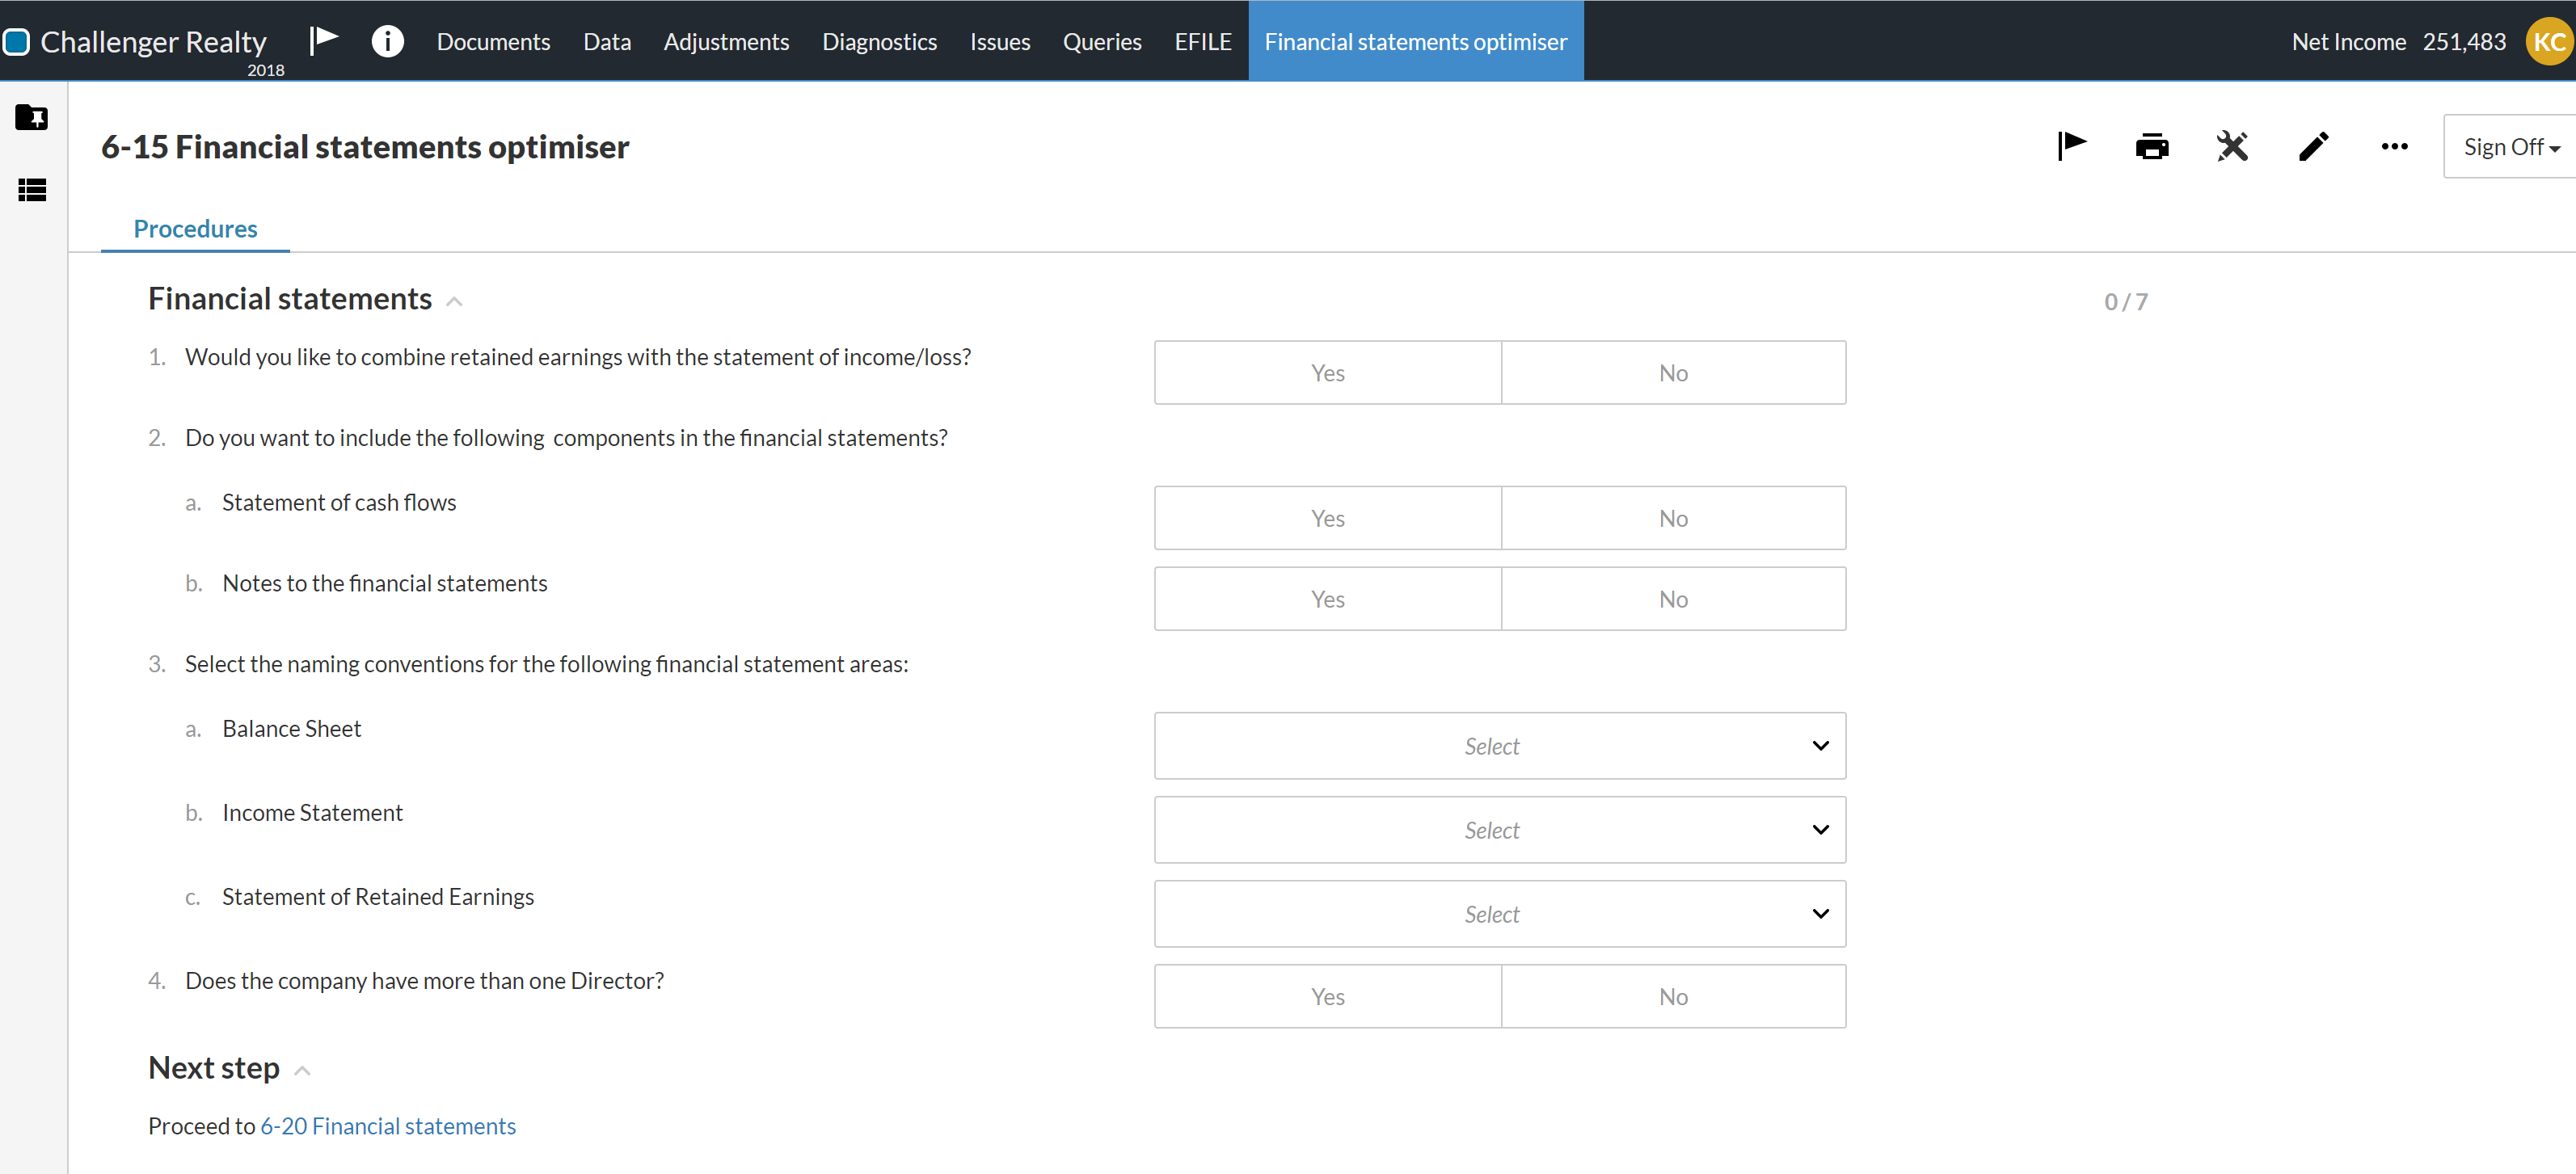 Challenger Realty
2018
Documents Data Adjustments Diagnostics Issues Queries EFILE Financial statements optimiser
Net Income 251,483 KC
6-15 Financial statements optimiser
Sign Off
Procedures
Financial statements
0 / 7
1. Would you like to combine retained earnings with the statement of income/loss?
Yes No
2. Do you want to include the following components in the financial statements?
a. Statement of cash flows
Yes No
b. Notes to the financial statements
Yes No
3. Select the naming conventions for the following financial statement areas:
a. Balance Sheet
Select
b. Income Statement
Select
c. Statement of Retained Earnings
Select
4. Does the company have more than one Director?
Yes No
Next step
Proceed to 6-20 Financial statements